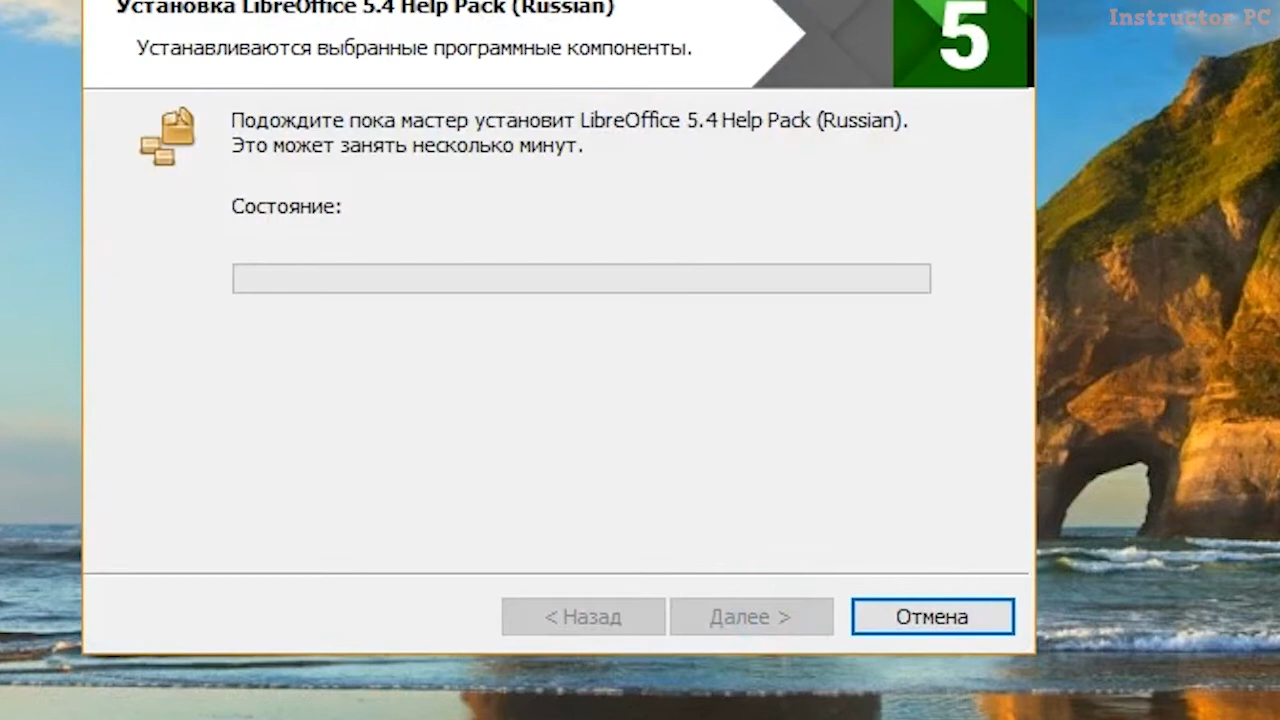 Установка LibreOffice 5.4 Help Pack (Russian)
Устанавливаются выбранные программные компоненты.
5
Instructor PC
Подождите пока мастер установит LibreOffice 5.4 Help Pack (Russian).
Это может занять несколько минут.
Состояние:
< Назад
Далее >
Отмена